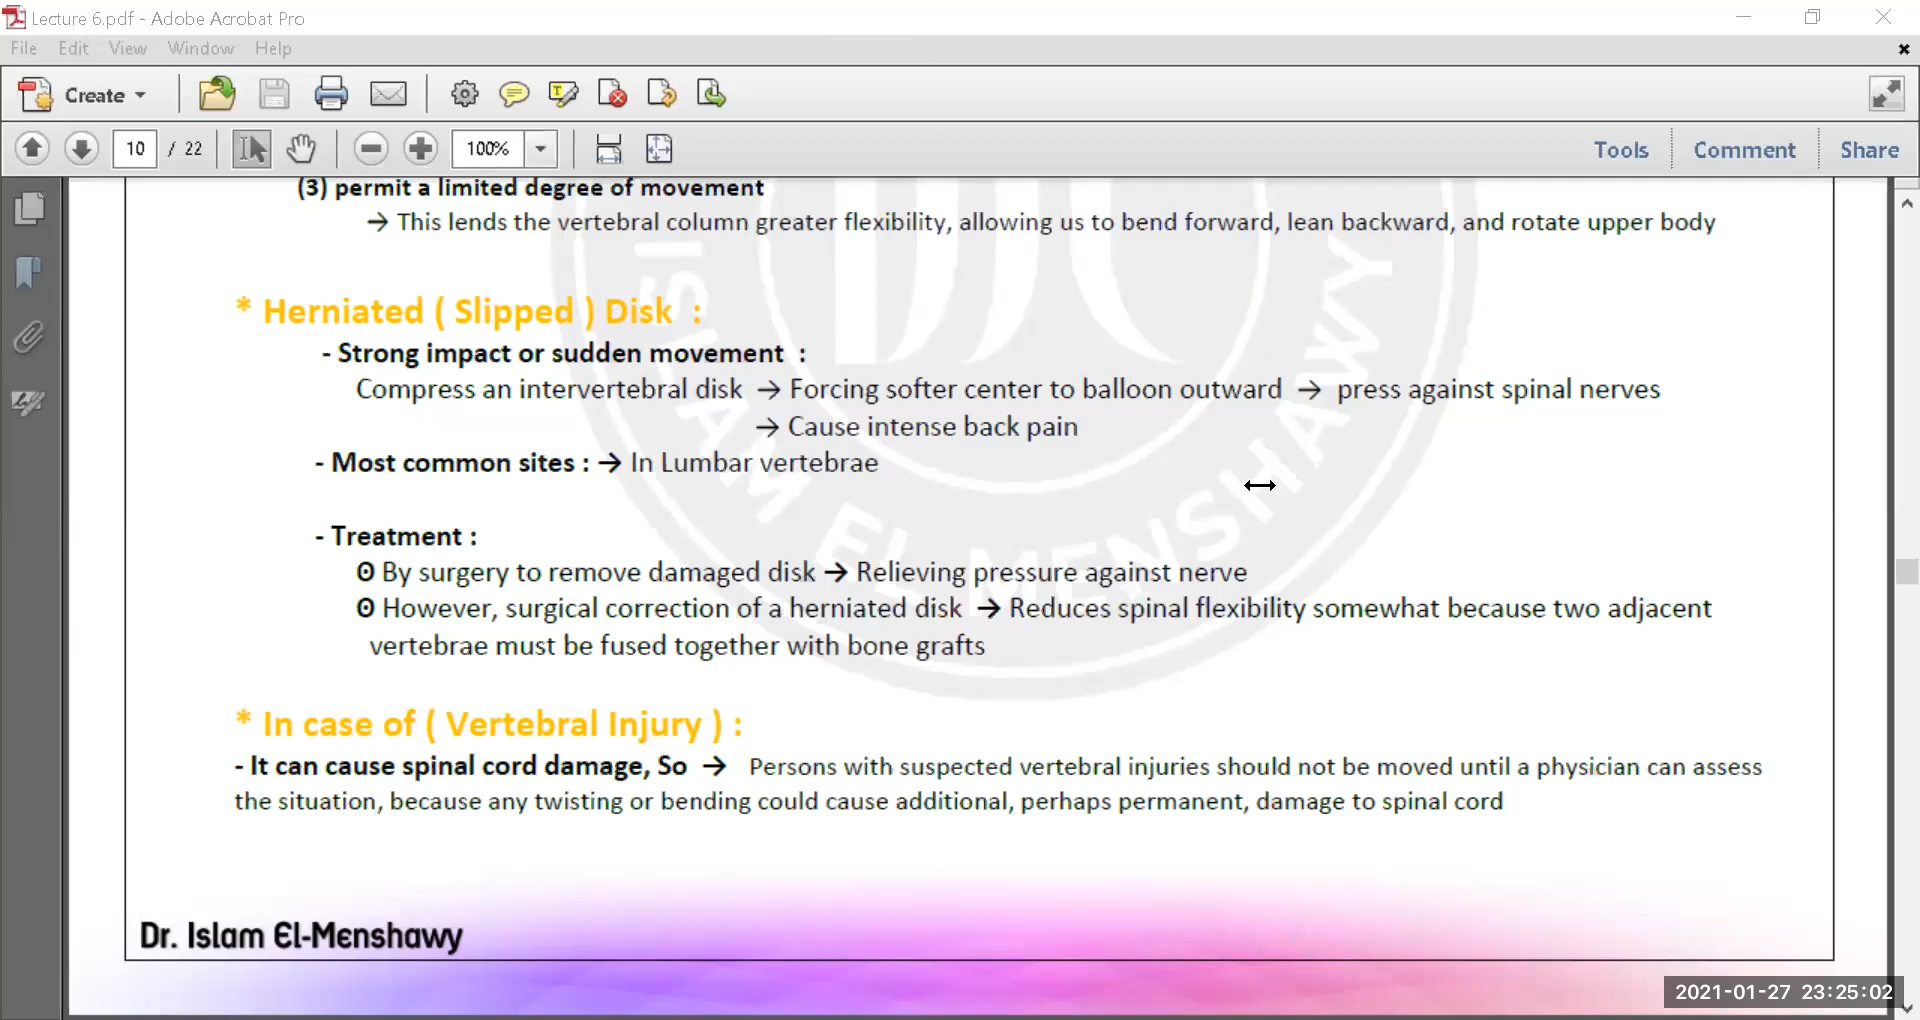 Lecture 6.pdf - Adobe Acrobat Pro
File Edit View Window Help
Create
10 / 22 100% Tools Comment Share
(3) permit a limited degree of movement
→ This lends the vertebral column greater flexibility, allowing us to bend forward, lean backward, and rotate upper body
* Herniated ( Slipped ) Disk :
- Strong impact or sudden movement :
Compress an intervertebral disk → Forcing softer center to balloon outward → press against spinal nerves
→ Cause intense back pain
- Most common sites : → In Lumbar vertebrae
- Treatment :
ʘ By surgery to remove damaged disk → Relieving pressure against nerve
ʘ However, surgical correction of a herniated disk → Reduces spinal flexibility somewhat because two adjacent
vertebrae must be fused together with bone grafts
* In case of ( Vertebral Injury ) :
- It can cause spinal cord damage, So → Persons with suspected vertebral injuries should not be moved until a physician can assess
the situation, because any twisting or bending could cause additional, perhaps permanent, damage to spinal cord
Dr. Islam El-Menshawy
ISLAM EL MENSHAWY
2021-01-27 23:25:02